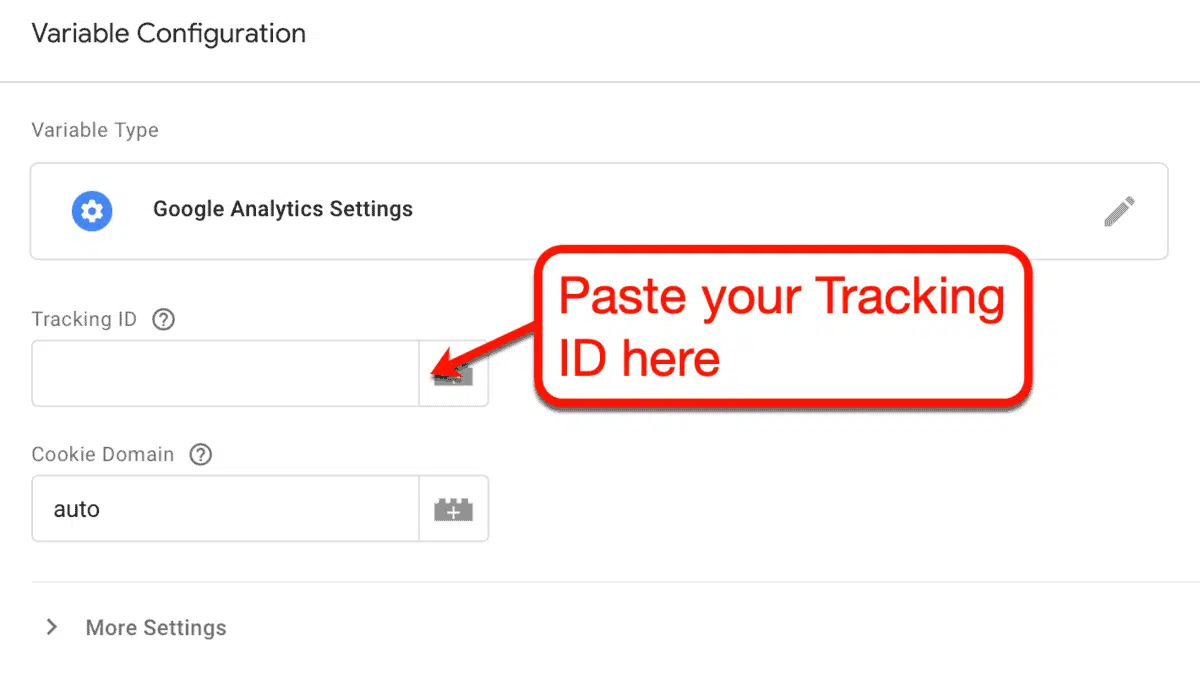 Variable Configuration
Variable Type
Google Analytics Settings
Paste your Tracking
ID here
Tracking ID
Cookie Domain
auto
More Settings